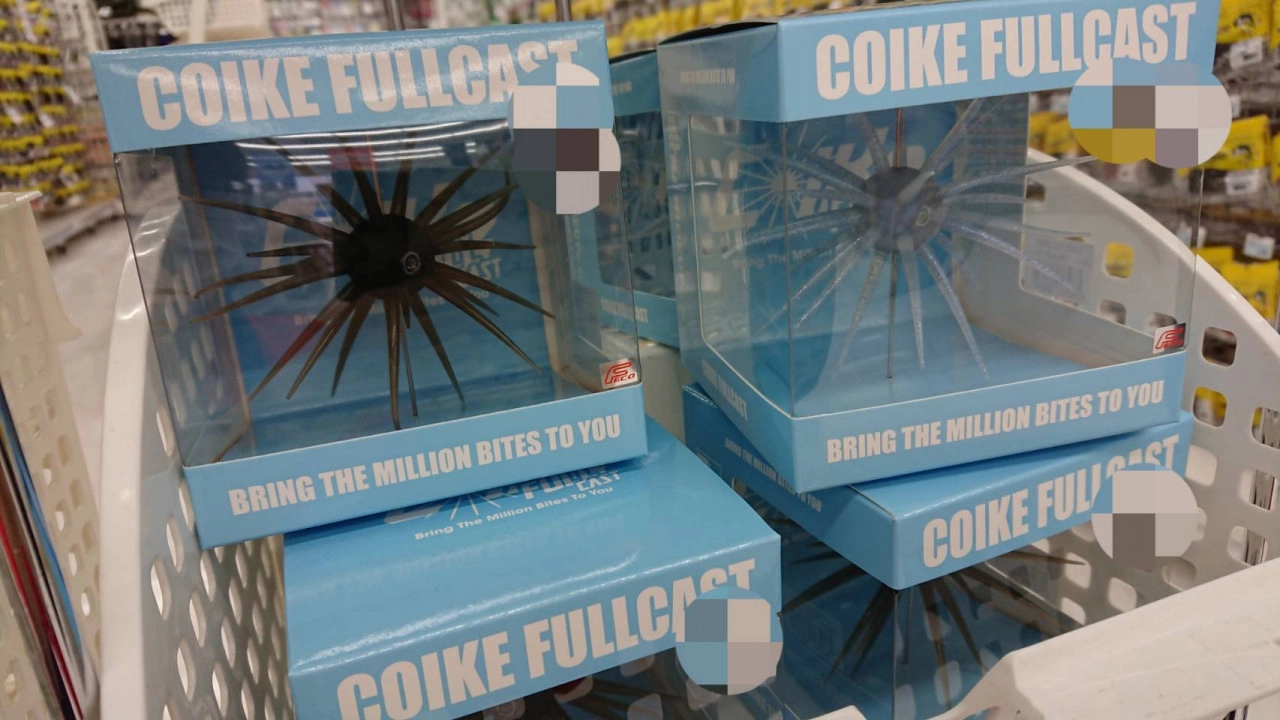 COIKE FULLCAST
COIKE FULLCAST
BRING THE MILLION BITES TO YOU
BRING THE MILLION BITES TO YOU
CAST
Bring The Million Bites To You
COIKE FULLCAST
COIKE FULLCAST